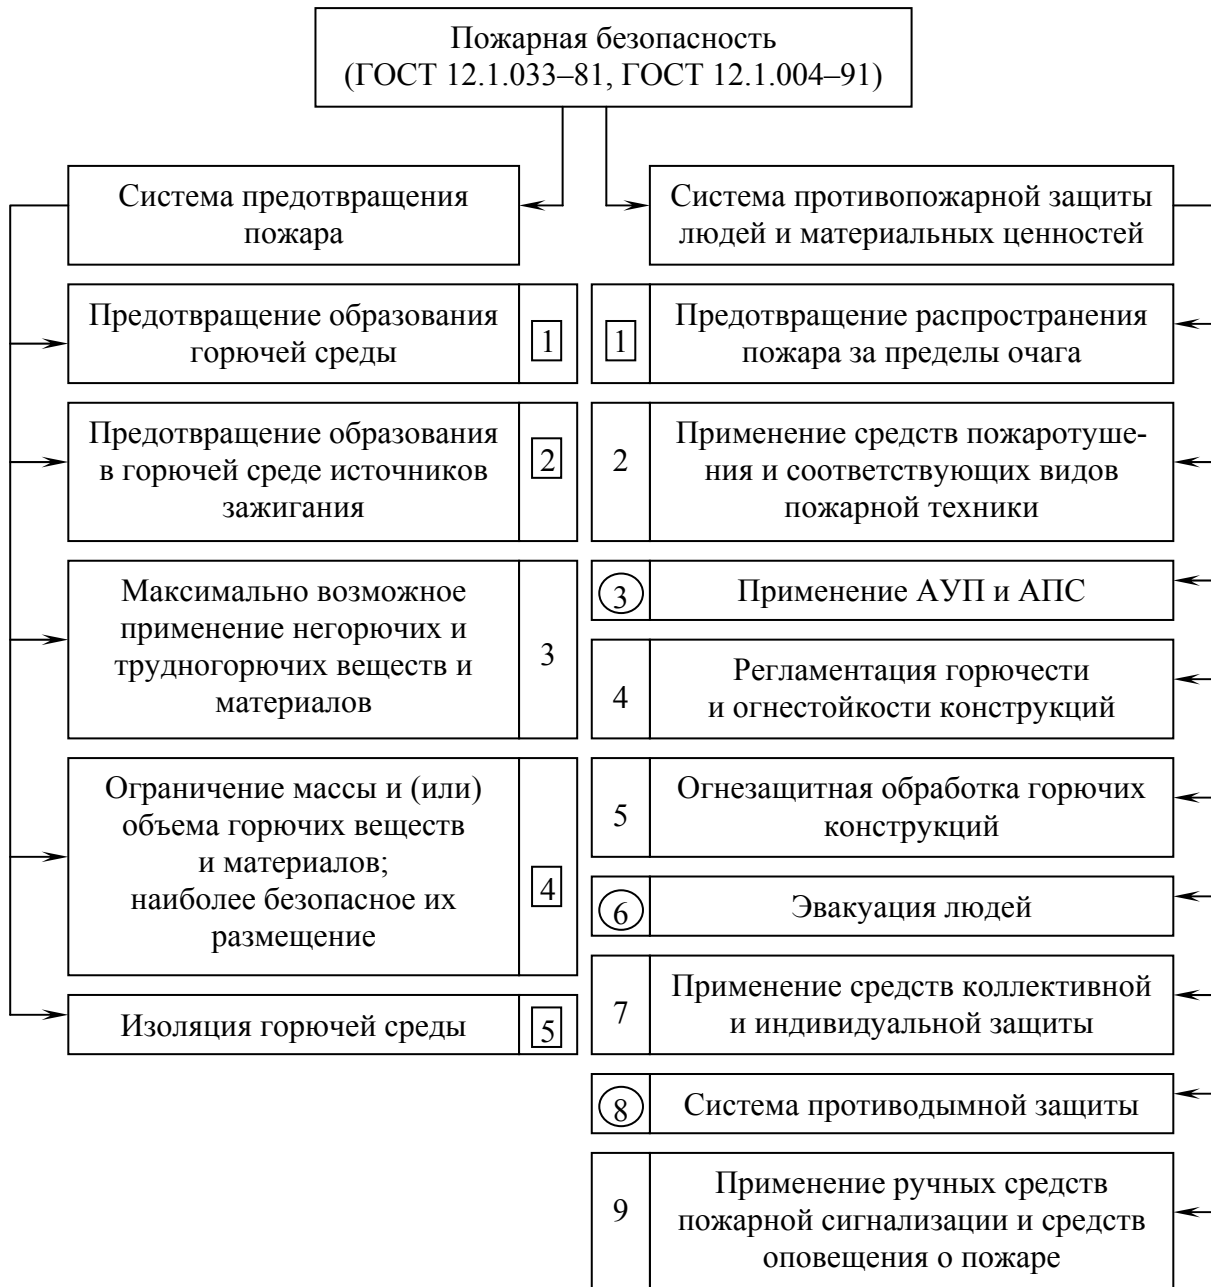 Пожарная безопасность
(ГОСТ 12.1.033–81, ГОСТ 12.1.004–91)
Система предотвращения
пожара
Предотвращение образования
горючей среды
1
Предотвращение образования
в горючей среде источников
зажигания
2
Максимально возможное
применение негорючих и
трудногорючих веществ и
материалов
3
Ограничение массы и (или)
объема горючих веществ
и материалов;
наиболее безопасное их
размещение
4
Изоляция горючей среды
5
Система противопожарной защиты
людей и материальных ценностей
1
Предотвращение распространения
пожара за пределы очага
2
Применение средств пожаротуше-
ния и соответствующих видов
пожарной техники
3
Применение АУП и АПС
4
Регламентация горючести
и огнестойкости конструкций
5
Огнезащитная обработка горючих
конструкций
6
Эвакуация людей
7
Применение средств коллективной
и индивидуальной защиты
8
Система противодымной защиты
9
Применение ручных средств
пожарной сигнализации и средств
оповещения о пожаре